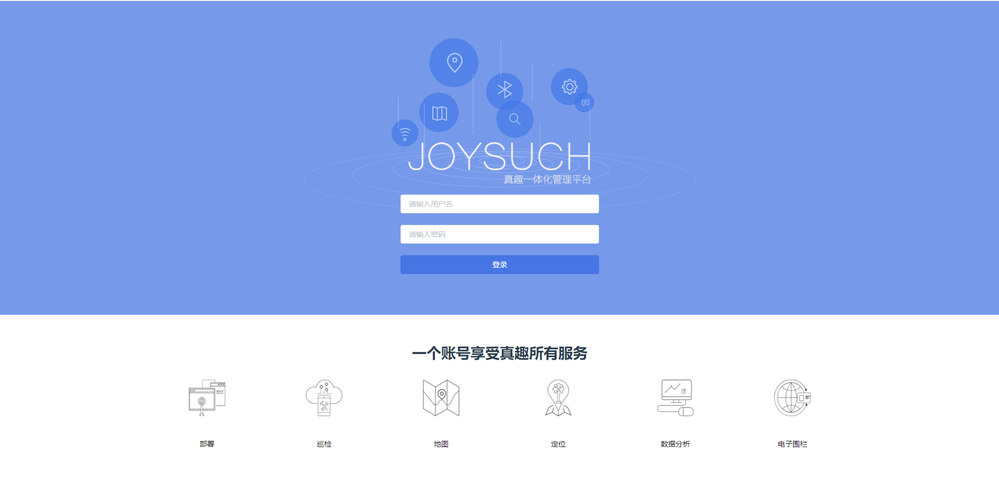 JOYSUCH
真趣一体化管理平台
请输入用户名
请输入密码
登录
一个账号享受真趣所有服务
部署
巡检
地图
定位
数据分析
电子围栏